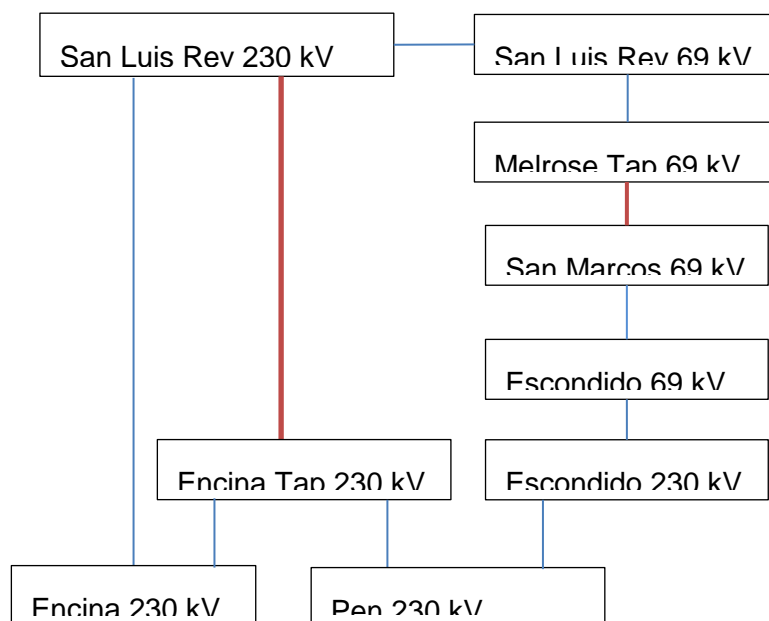 San Luis Rey 230 kV
San Luis Rey 69 kV
Melrose Tap 69 kV
San Marcos 69 kV
Escondido 69 kV
Encina Tap 230 kV
Escondido 230 kV
Encina 230 kV
Pen 230 kV